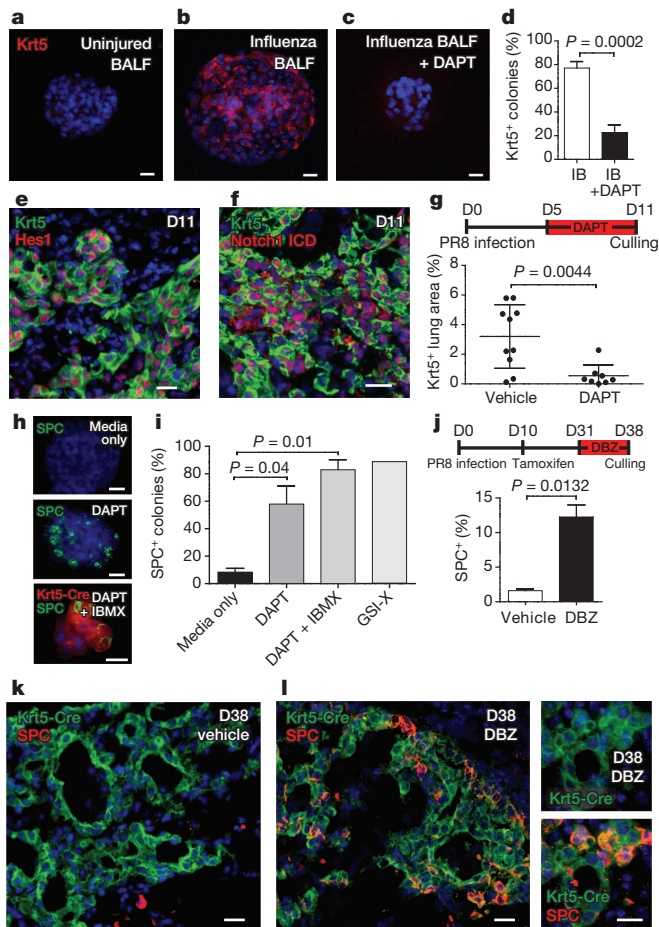 a
Krt5
Uninjured
BALF
b
Influenza
BALF
c
Influenza BALF
+ DAPT
d
P = 0.0002
Krt5⁺ colonies (%)
100
80
60
40
20
0
IB
IB
+DAPT
e
Krt5
Hes1
D11
f
Krt5
Notch1 ICD
D11
g
D0
D5
D11
DAPT
PR8 infection
Culling
P = 0.0044
Krt5⁺ lung area (%)
8
6
4
2
0
Vehicle
DAPT
h
SPC
Media
only
SPC
DAPT
Krt5-Cre
SPC
DAPT
+ IBMX
i
P = 0.01
P = 0.04
SPC⁺ colonies (%)
100
80
60
40
20
0
Media only
DAPT
DAPT + IBMX
GSI-X
j
D0
D10
D31
D38
DBZ
PR8 infection
Tamoxifen
Culling
P = 0.0132
SPC⁺ (%)
15
10
5
0
Vehicle
DBZ
k
Krt5-Cre
SPC
D38
vehicle
l
Krt5-Cre
SPC
D38
DBZ
D38
DBZ
Krt5-Cre
Krt5-Cre
SPC